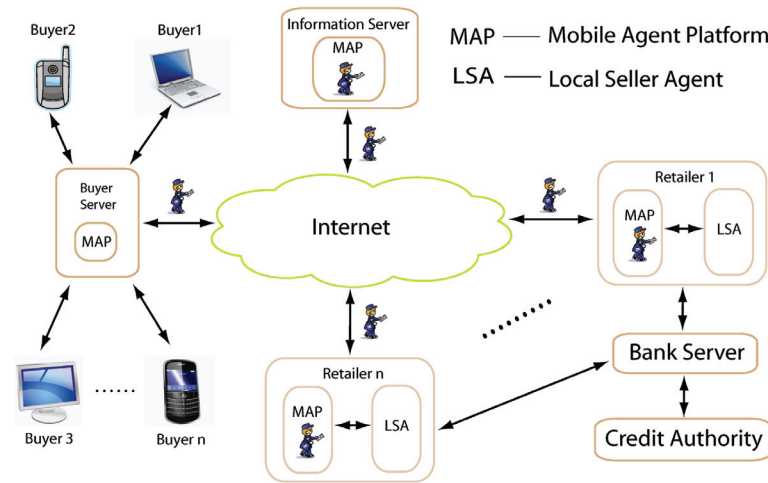 Buyer2
Buyer1
Information Server
MAP
MAP — Mobile Agent Platform
LSA — Local Seller Agent
Buyer
Server
MAP
Internet
Retailer 1
MAP
LSA
Bank Server
Credit Authority
Retailer n
MAP
LSA
Buyer 3
......
Buyer n